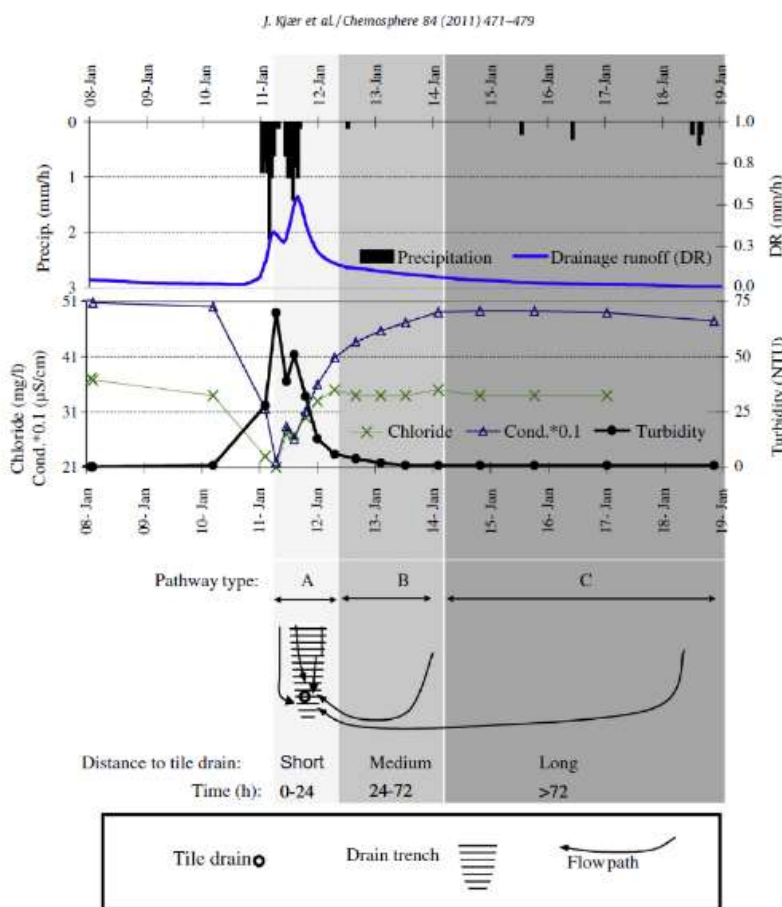 J. Kjær et al. / Chemosphere 84 (2011) 471–479
08-Jan 09-Jan 10-Jan 11-Jan 12-Jan 13-Jan 14-Jan 15-Jan 16-Jan 17-Jan 18-Jan 19-Jan
0 1.0
0.8
1
0.5
2
0.3
3 0.0
Precip. (mm/h)
DR (mm/h)
Precipitation Drainage runoff (DR)
51 75
41 50
31 25
21 0
Chloride (mg/l)
Cond.*0.1 (µS/cm)
Turbidity (NTU)
Chloride Cond.*0.1 Turbidity
08- Jan 09- Jan 10- Jan 11- Jan 12- Jan 13- Jan 14- Jan 15- Jan 16- Jan 17- Jan 18- Jan 19- Jan
Pathway type: A B C
Distance to tile drain: Short Medium Long
Time (h): 0-24 24-72 >72
Tile drain Drain trench Flow path